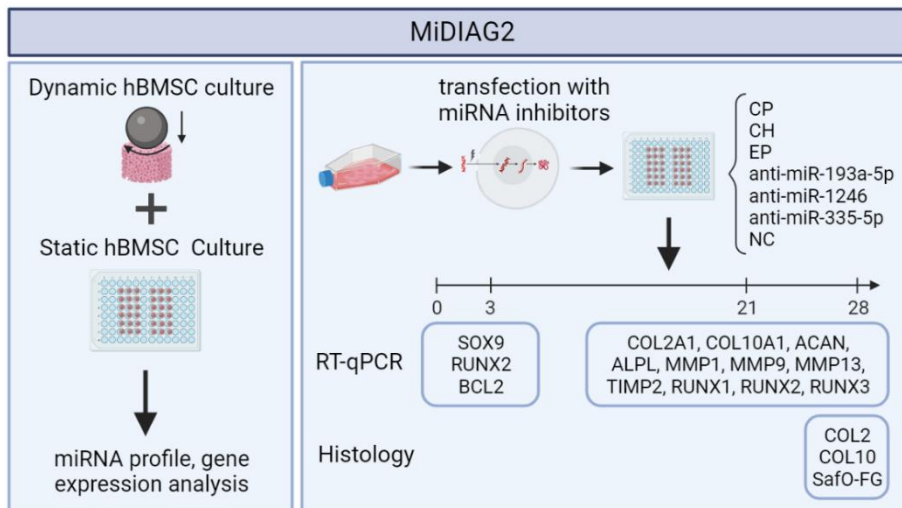 MiDIAG2
Dynamic hBMSC culture
Static hBMSC Culture
miRNA profile, gene
expression analysis
transfection with
miRNA inhibitors
CP
CH
EP
anti-miR-193a-5p
anti-miR-1246
anti-miR-335-5p
NC
0
3
21
28
RT-qPCR
SOX9
RUNX2
BCL2
COL2A1, COL10A1, ACAN,
ALPL, MMP1, MMP9, MMP13,
TIMP2, RUNX1, RUNX2, RUNX3
Histology
COL2
COL10
SafO-FG